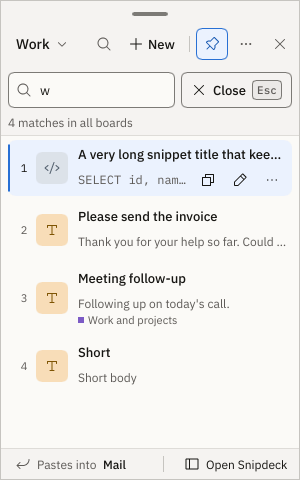 Work
New
w
Close Esc
4 matches in all boards
1 </> A very long snippet title that kee...
SELECT id, nam...
2 T Please send the invoice
Thank you for your help so far. Could ...
3 T Meeting follow-up
Following up on today's call.
Work and projects
4 T Short
Short body
Pastes into Mail
Open Snipdeck